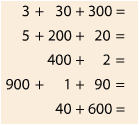 3 + 30 + 300 =
5 + 200 + 20 =
400 + 2 =
900 + 1 + 90 =
40 + 600 =